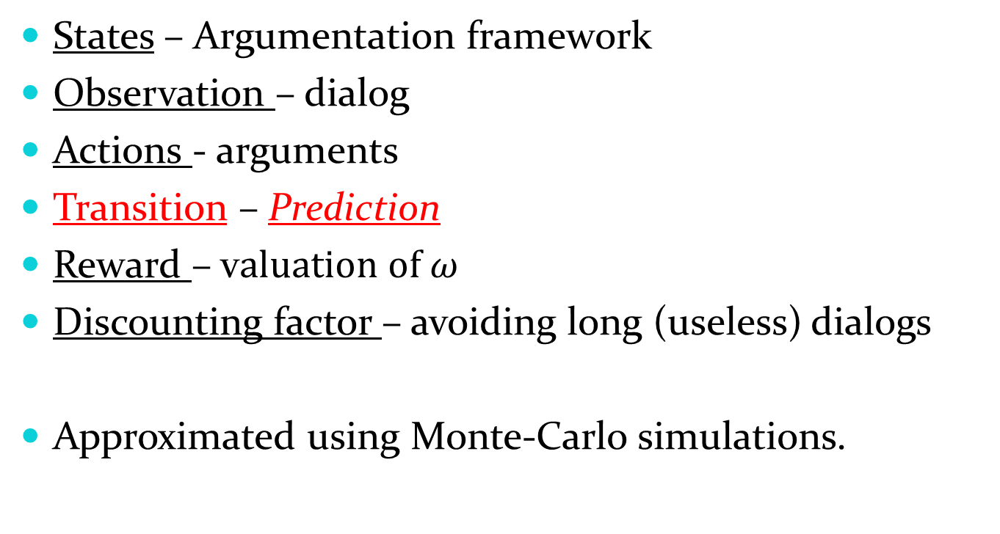 • States – Argumentation framework
• Observation – dialog
• Actions - arguments
• Transition – Prediction
• Reward – valuation of ω
• Discounting factor – avoiding long (useless) dialogs
• Approximated using Monte-Carlo simulations.